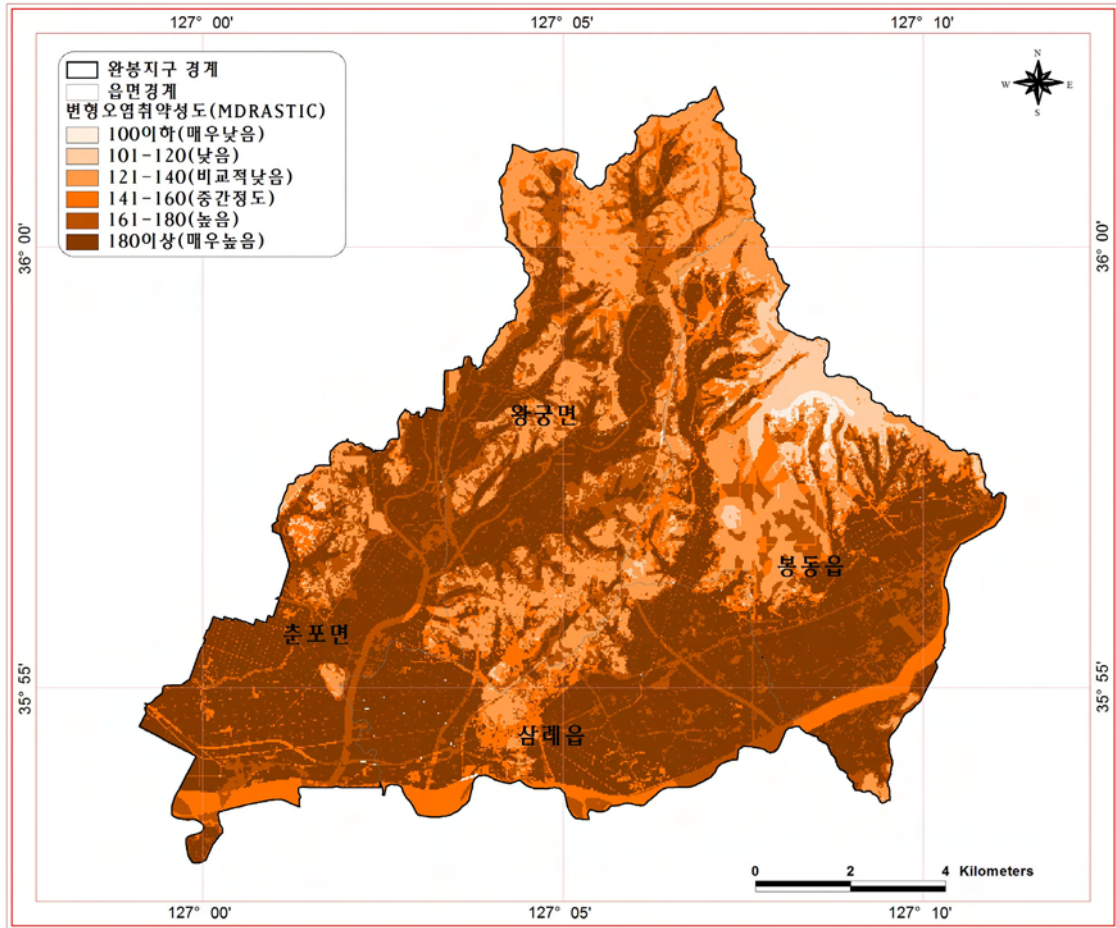 127° 00'
127° 05'
127° 10'
완봉지구 경계
읍면경계
변형오염취약성도(MDRASTIC)
100이하(매우낮음)
101-120(낮음)
121-140(비교적낮음)
141-160(중간정도)
161-180(높음)
180이상(매우높음)
N
W
E
S
36° 00'
36° 00'
왕궁면
봉동읍
춘포면
35° 55'
35° 55'
삼례읍
0 2 4 Kilometers
127° 00'
127° 05'
127° 10'